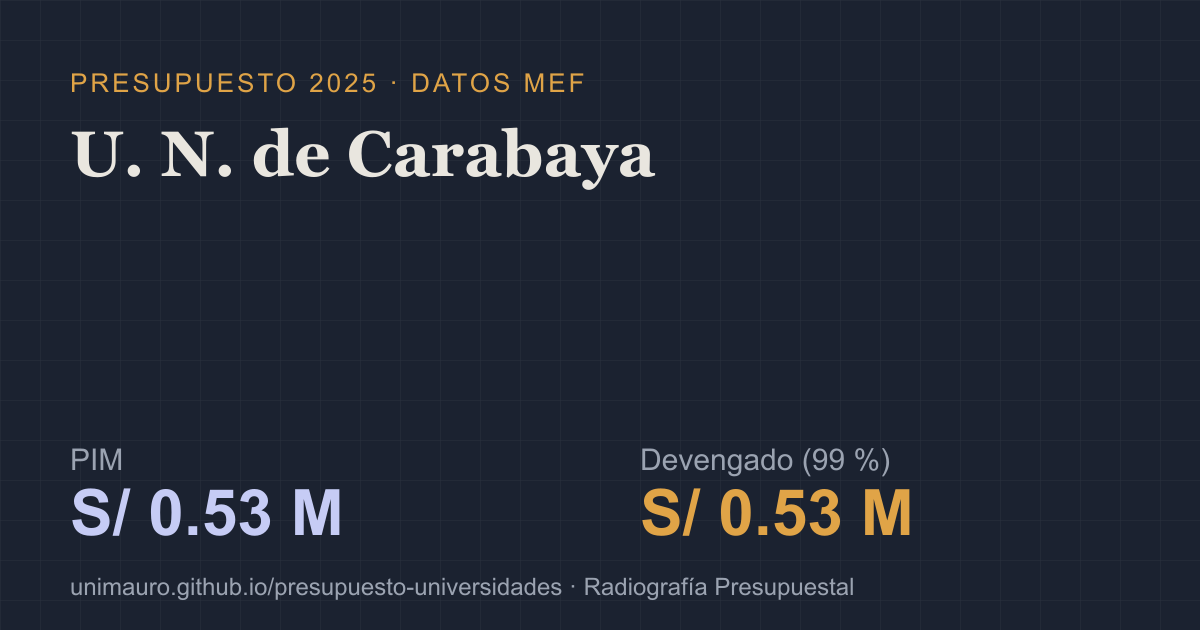 PRESUPUESTO 2025 · DATOS MEF
U. N. de Carabaya
PIM
S/ 0.53 M
Devengado (99 %)
S/ 0.53 M
unimauro.github.io/presupuesto-universidades · Radiografía Presupuestal